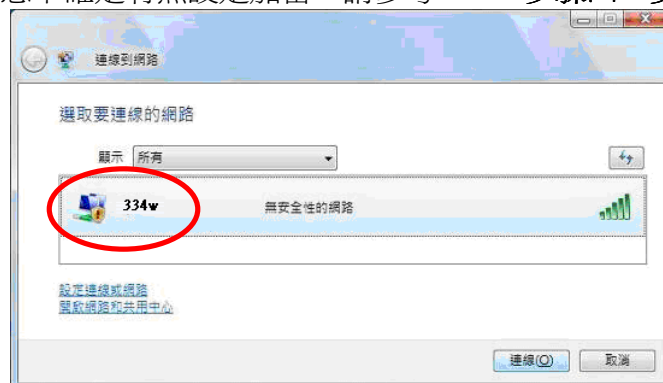 連線到網路
選取要連線的網路
顯示 所有
334w 無安全性的網路
設定連線或網路
開啟網路和共用中心
連線(O) 取消